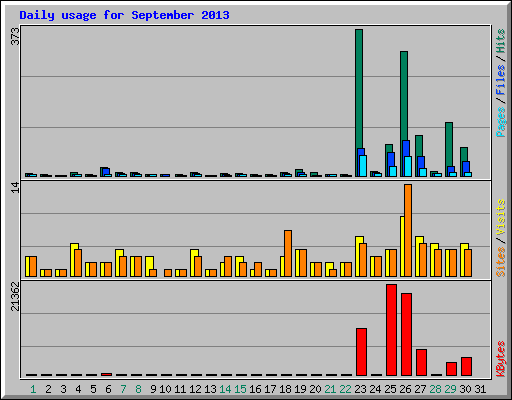 Daily usage for September 2013
373
Pages / Files / Hits
14
Sites / Visits
21362
KBytes
1 2 3 4 5 6 7 8 9 10 11 12 13 14 15 16 17 18 19 20 21 22 23 24 25 26 27 28 29 30 31